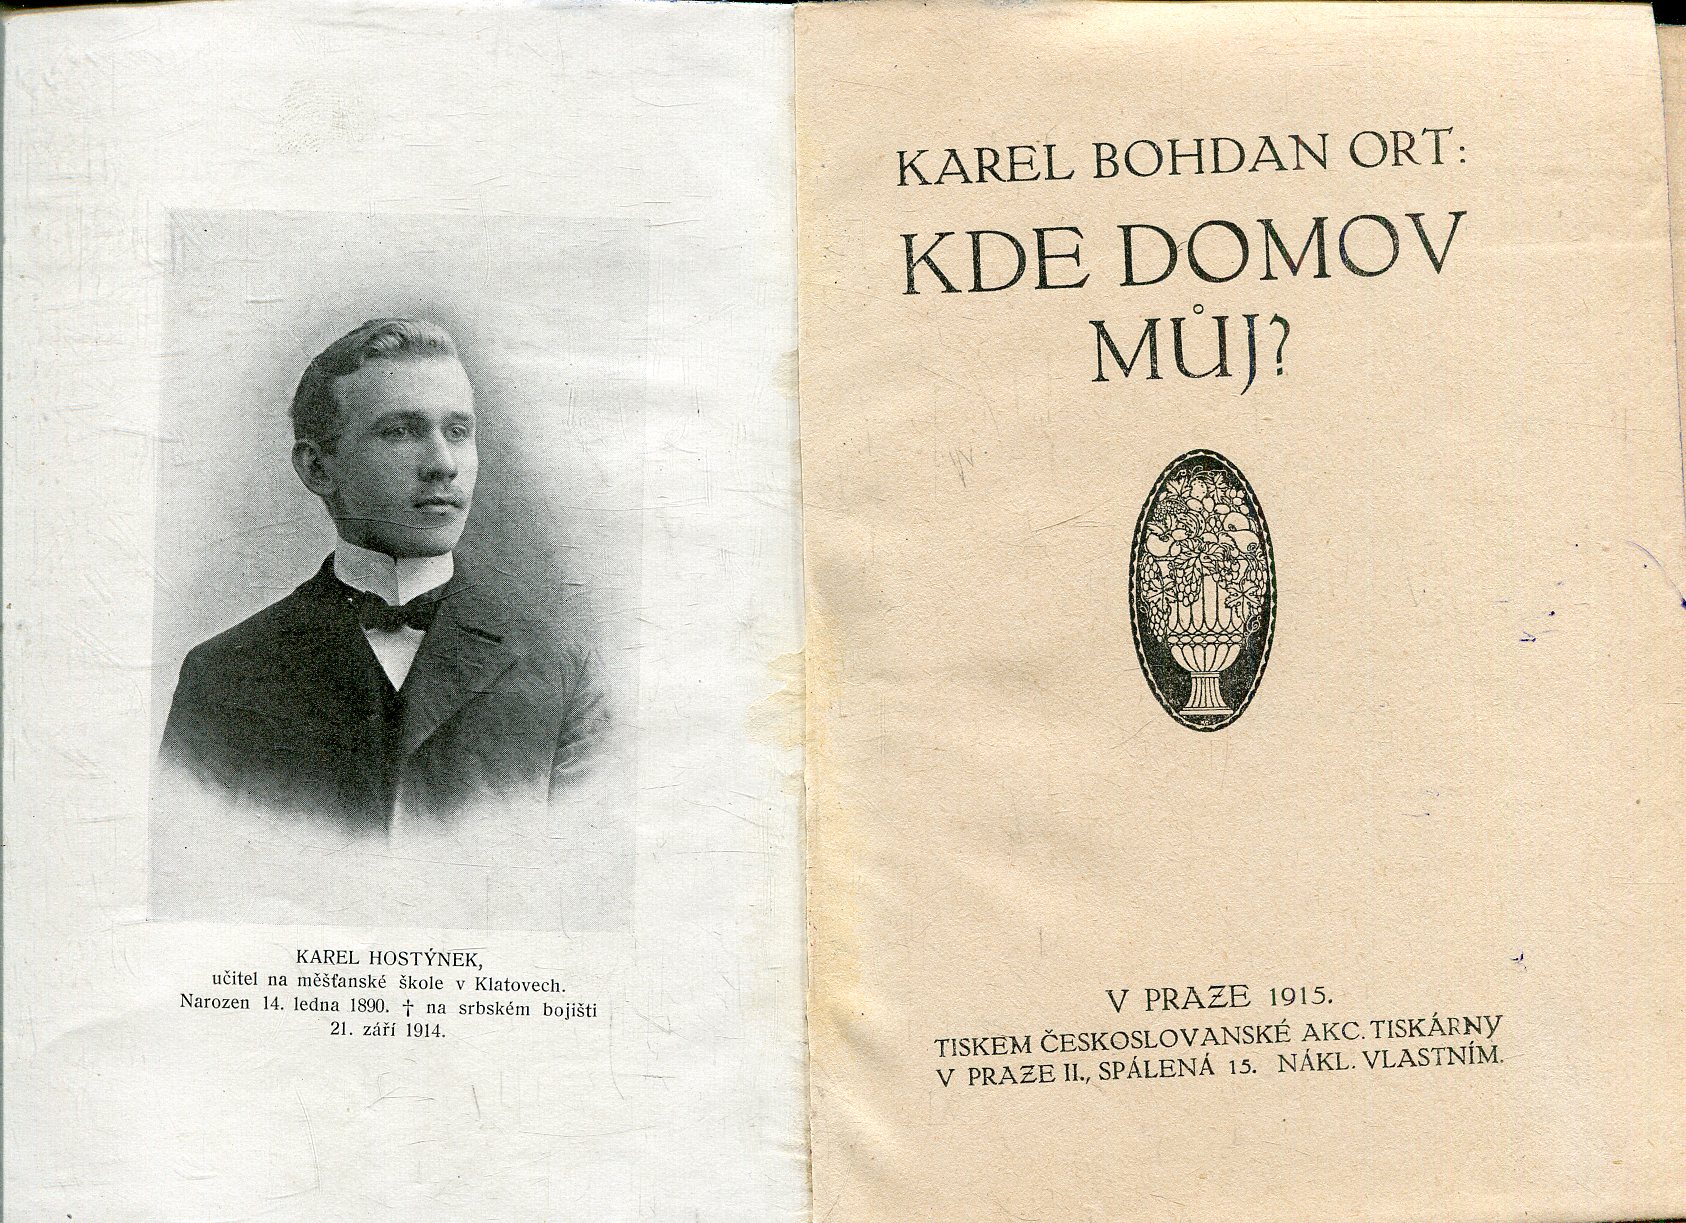 KAREL HOSTÝNEK,
učitel na měšťanské škole v Klatovech.
Narozen 14. ledna 1890. † na srbském bojišti
21. září 1914.
KAREL BOHDAN ORT:
KDE DOMOV
MŮJ?
V PRAZE 1915.
TISKEM ČESKOSLOVANSKÉ AKC. TISKÁRNY
V PRAZE II., SPÁLENÁ 15. NÁKL. VLASTNÍM.